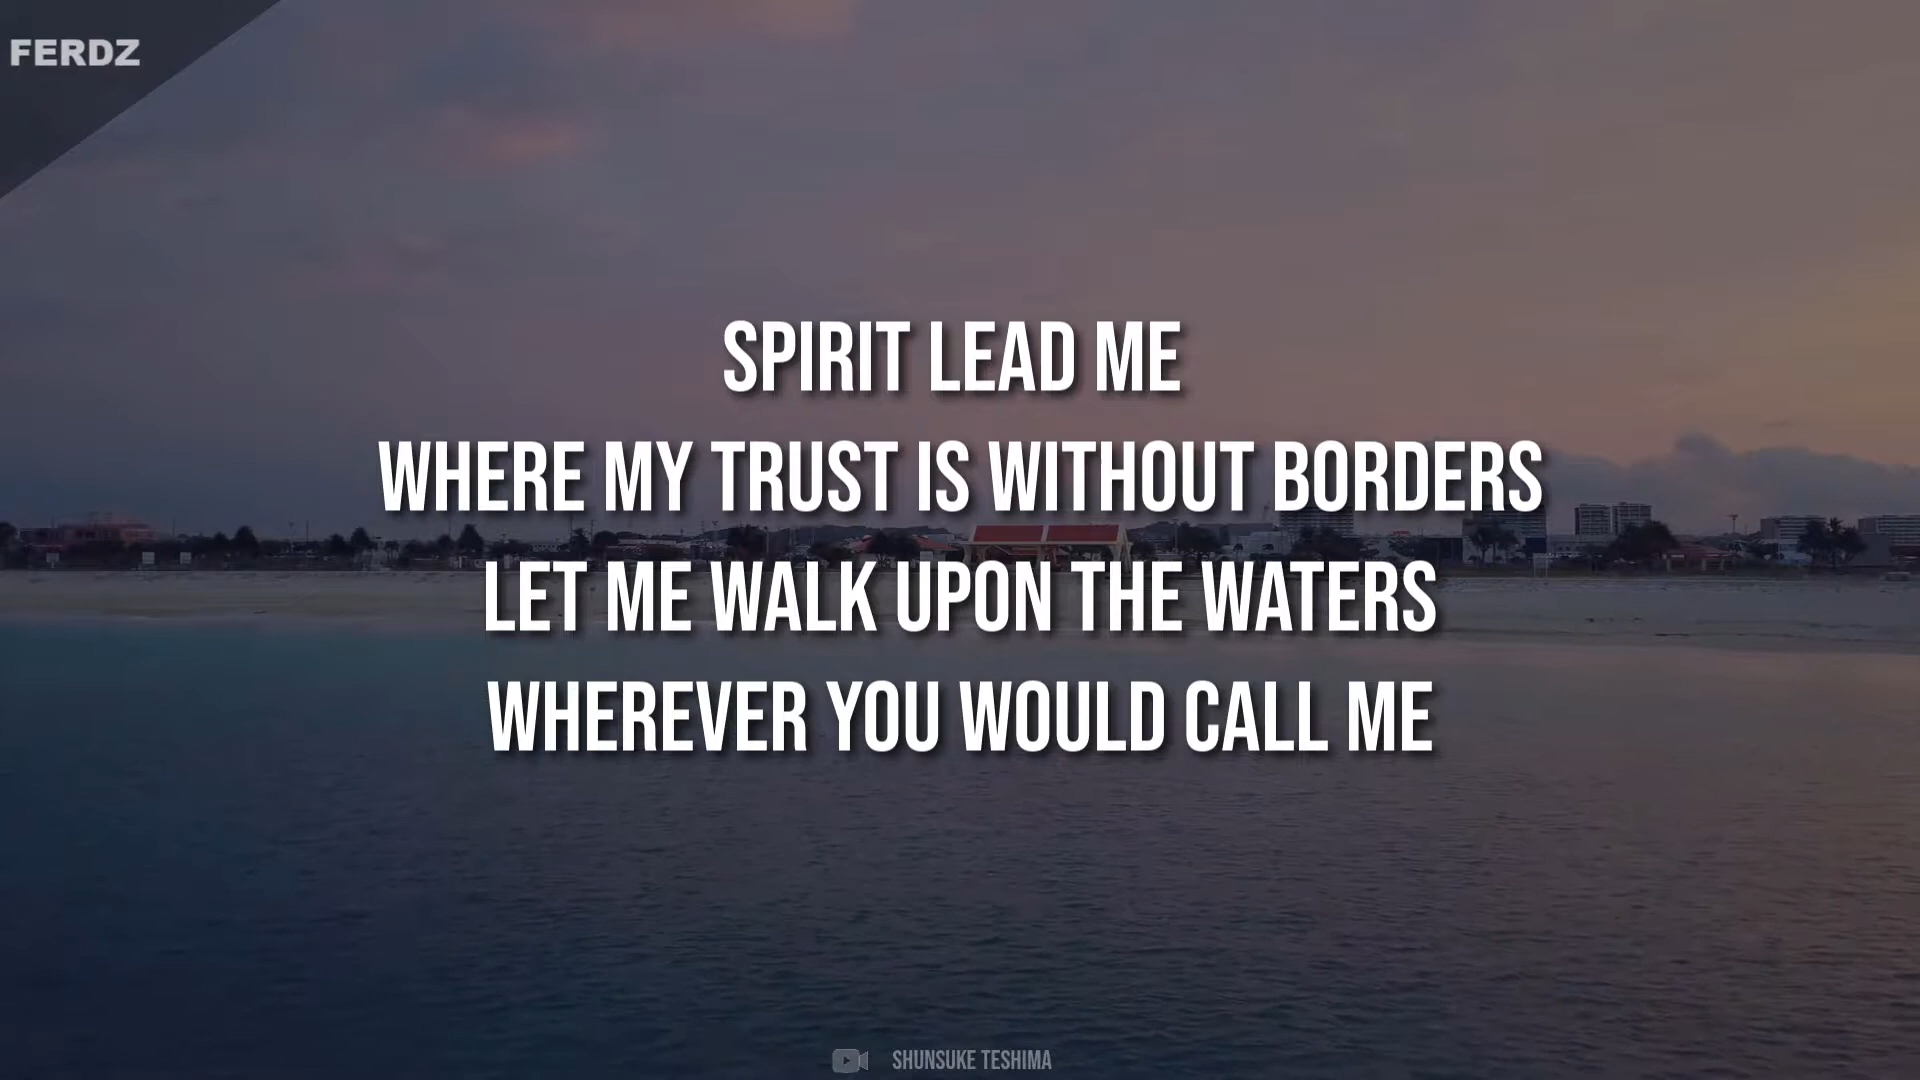 FERDZ
SPIRIT LEAD ME
WHERE MY TRUST IS WITHOUT BORDERS
LET ME WALK UPON THE WATERS
WHEREVER YOU WOULD CALL ME
SHUNSUKE TESHIMA